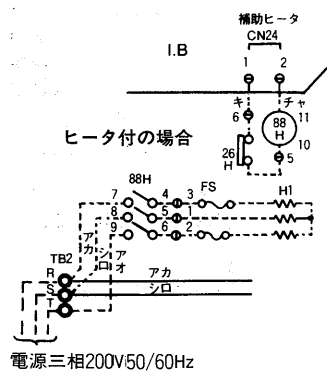 補助ヒータ
CN24
I.B
1 2
キ チャ
6 88 H 11
ヒータ付の場合
26 H 10
5
88H
7 4 3 FS H1
8 5 1
9 6 2
アカ シロ アオ
TB2
R アカ
S シロ
T
電源三相200V50/60Hz